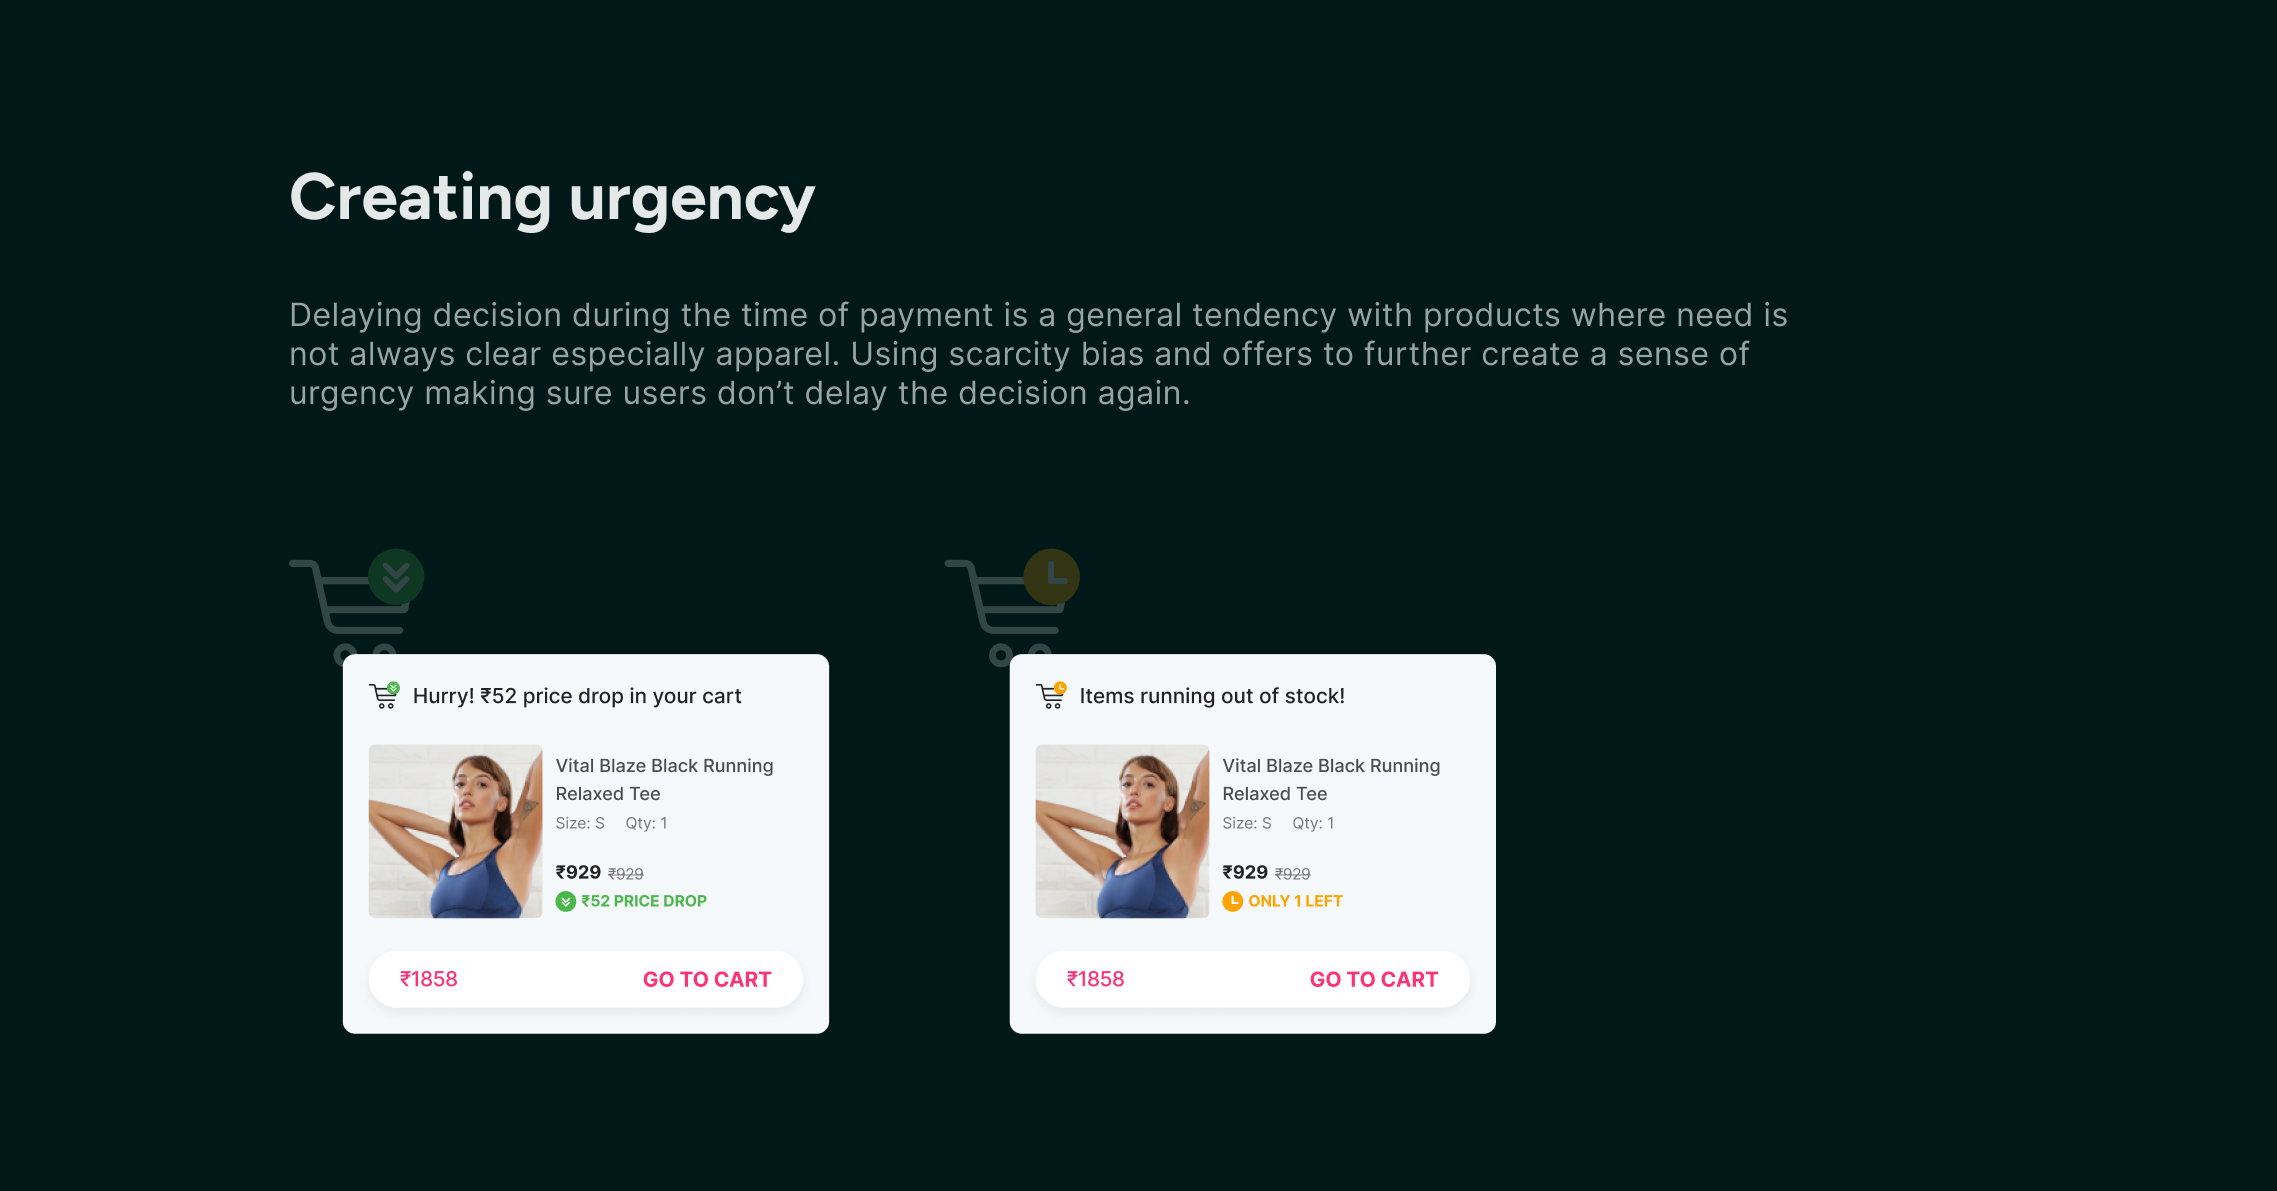 Creating urgency
Delaying decision during the time of payment is a general tendency with products where need is
not always clear especially apparel. Using scarcity bias and offers to further create a sense of
urgency making sure users don’t delay the decision again.
Hurry! ₹52 price drop in your cart
Vital Blaze Black Running
Relaxed Tee
Size: S Qty: 1
₹929 ₹929
₹52 PRICE DROP
₹1858 GO TO CART
Items running out of stock!
Vital Blaze Black Running
Relaxed Tee
Size: S Qty: 1
₹929 ₹929
ONLY 1 LEFT
₹1858 GO TO CART